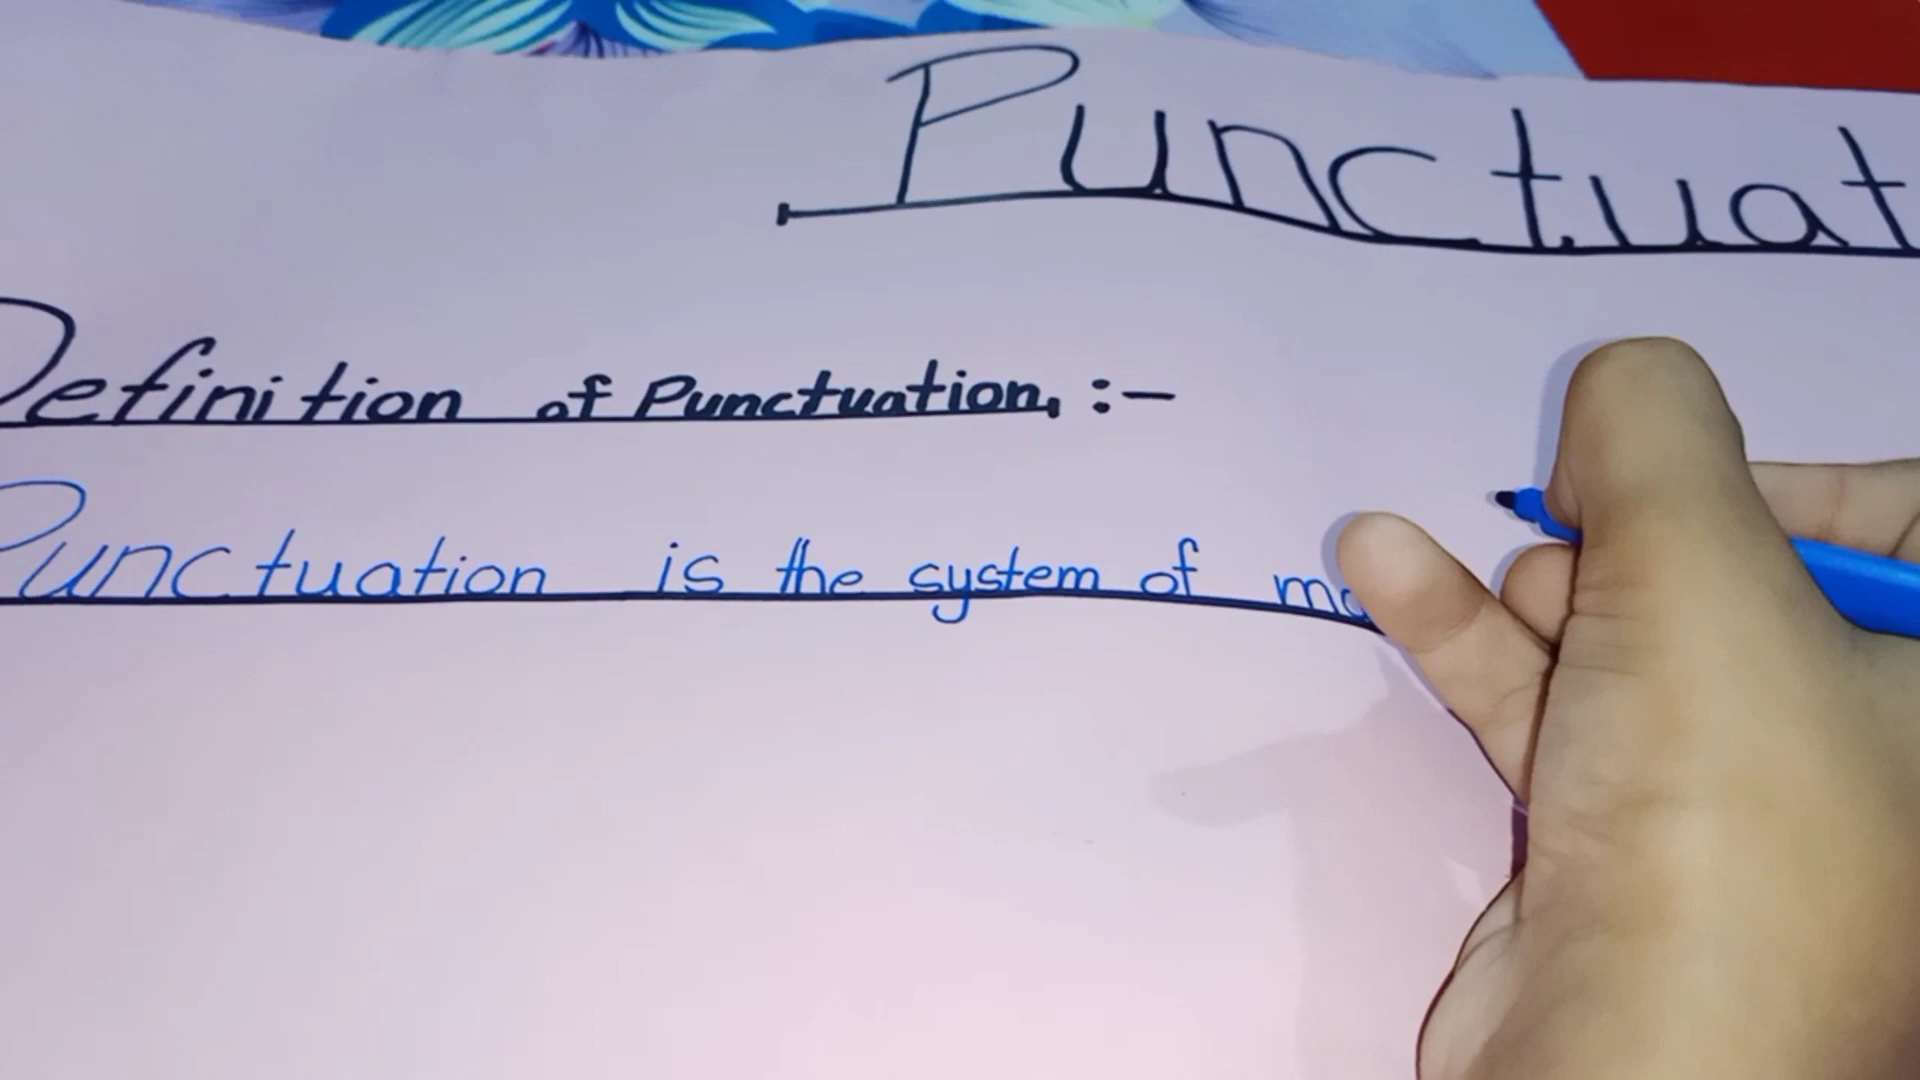 Punctuat
Definition of Punctuation, :-
Punctuation is the system of